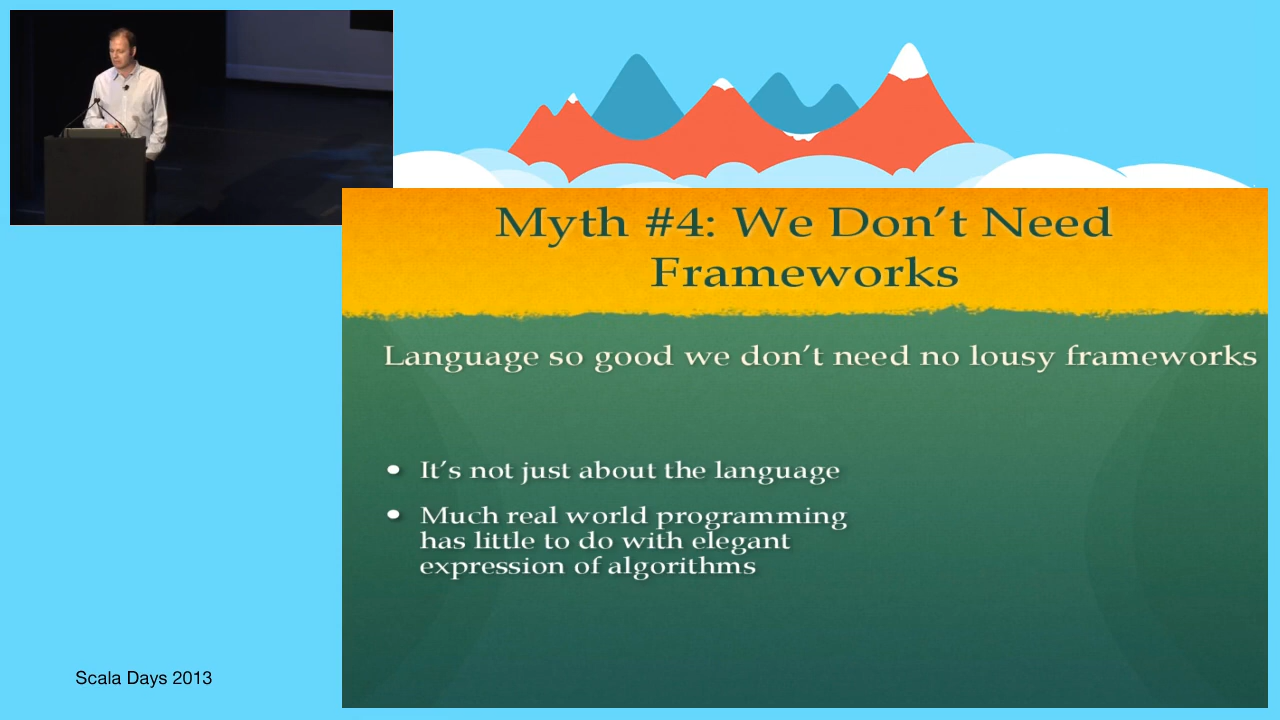 Myth #4: We Don’t Need
Frameworks
Language so good we don’t need no lousy frameworks
• It’s not just about the language
• Much real world programming
has little to do with elegant
expression of algorithms
Scala Days 2013